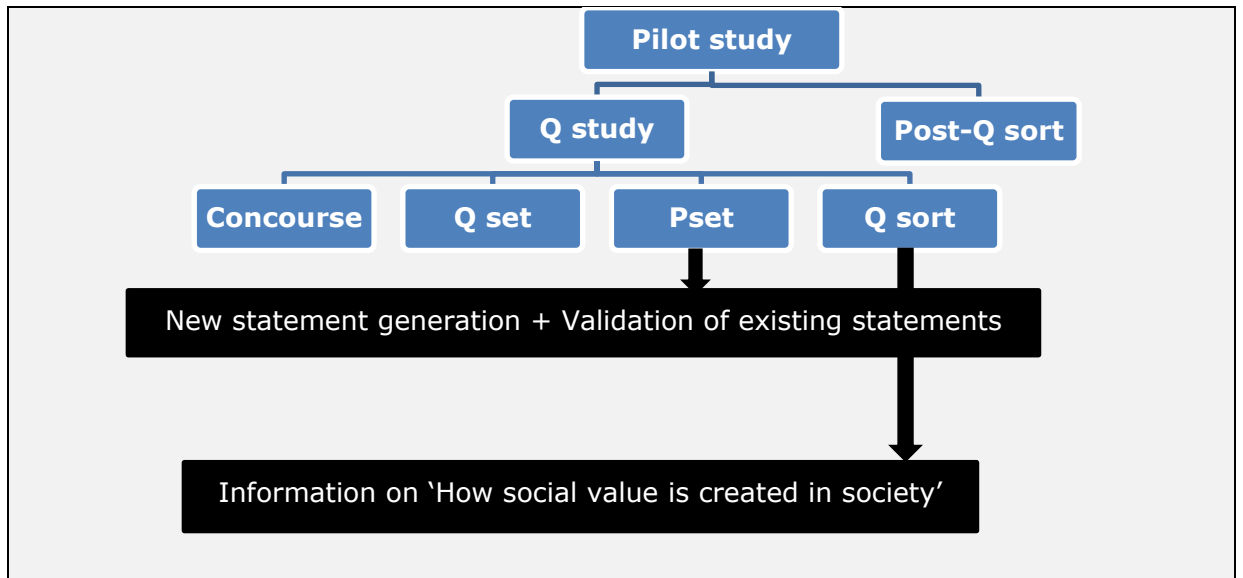 Pilot study
Q study
Post-Q sort
Concourse
Q set
Pset
Q sort
New statement generation + Validation of existing statements
Information on ‘How social value is created in society’